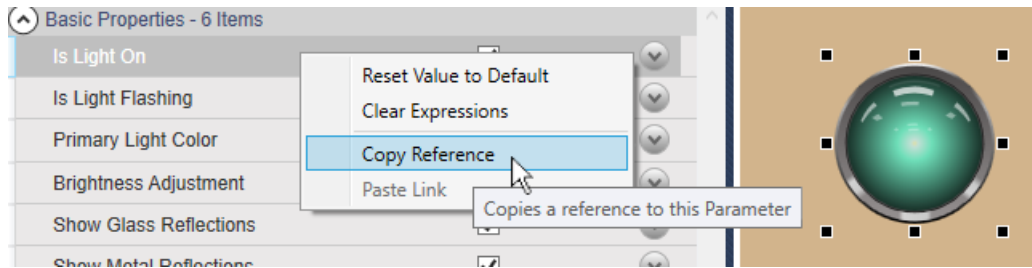 Basic Properties - 6 Items
Is Light On
Reset Value to Default
Is Light Flashing
Clear Expressions
Primary Light Color
Copy Reference
Brightness Adjustment
Paste Link
Copies a reference to this Parameter
Show Glass Reflections
Show Metal Reflections